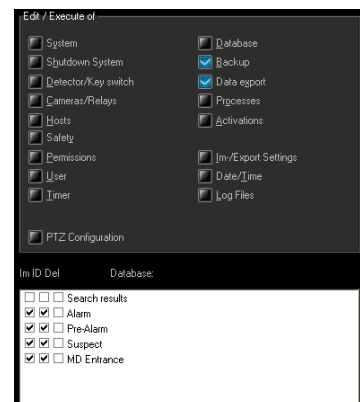 Edit / Execute of
System
Database
Shutdown System
Backup
Detector/Key switch
Data export
Cameras/Relays
Processes
Hosts
Activations
Safety
Permissions
Im-/Export Settings
User
Date/Time
Timer
Log Files
PTZ Configuration
Im ID Del Database:
Search results
Alarm
Pre-Alarm
Suspect
MD Entrance